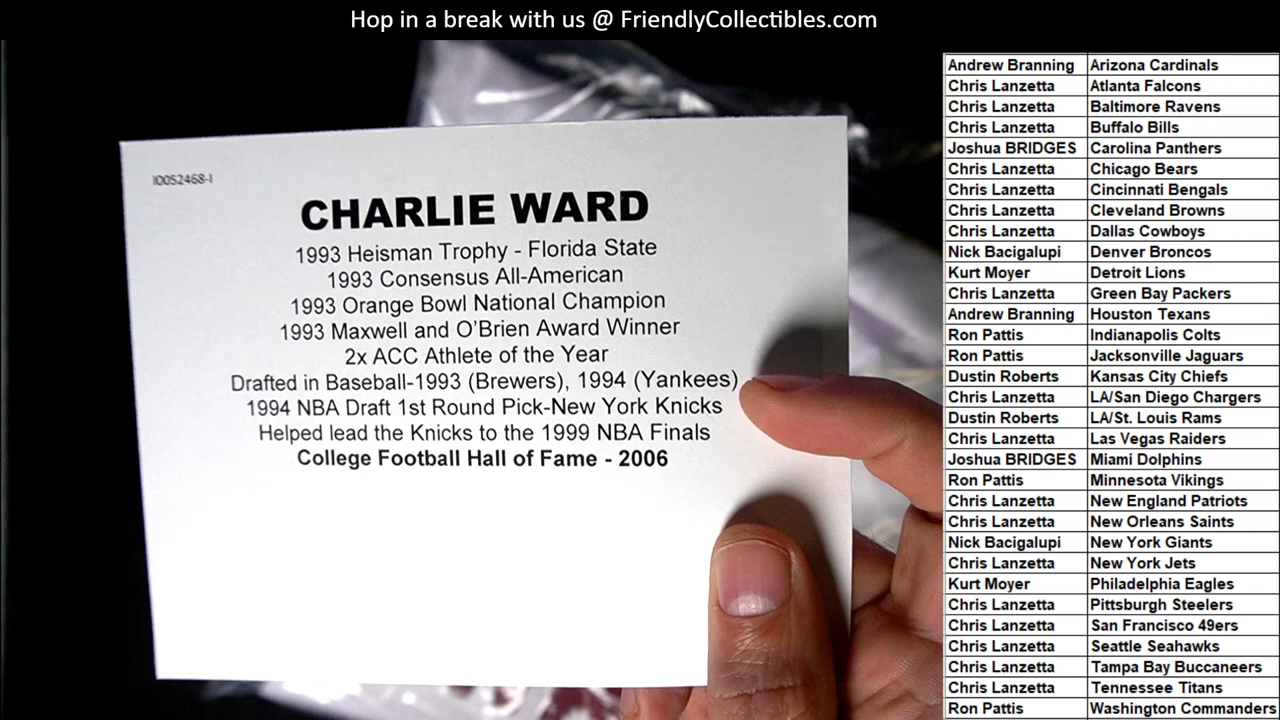 Hop in a break with us @ FriendlyCollectibles.com
I0052468-I
CHARLIE WARD
1993 Heisman Trophy - Florida State
1993 Consensus All-American
1993 Orange Bowl National Champion
1993 Maxwell and O'Brien Award Winner
2x ACC Athlete of the Year
Drafted in Baseball-1993 (Brewers), 1994 (Yankees)
1994 NBA Draft 1st Round Pick-New York Knicks
Helped lead the Knicks to the 1999 NBA Finals
College Football Hall of Fame - 2006
Andrew Branning Arizona Cardinals
Chris Lanzetta Atlanta Falcons
Chris Lanzetta Baltimore Ravens
Chris Lanzetta Buffalo Bills
Joshua BRIDGES Carolina Panthers
Chris Lanzetta Chicago Bears
Chris Lanzetta Cincinnati Bengals
Chris Lanzetta Cleveland Browns
Chris Lanzetta Dallas Cowboys
Nick Bacigalupi Denver Broncos
Kurt Moyer Detroit Lions
Chris Lanzetta Green Bay Packers
Andrew Branning Houston Texans
Ron Pattis Indianapolis Colts
Ron Pattis Jacksonville Jaguars
Dustin Roberts Kansas City Chiefs
Chris Lanzetta LA/San Diego Chargers
Dustin Roberts LA/St. Louis Rams
Chris Lanzetta Las Vegas Raiders
Joshua BRIDGES Miami Dolphins
Ron Pattis Minnesota Vikings
Chris Lanzetta New England Patriots
Chris Lanzetta New Orleans Saints
Nick Bacigalupi New York Giants
Chris Lanzetta New York Jets
Kurt Moyer Philadelphia Eagles
Chris Lanzetta Pittsburgh Steelers
Chris Lanzetta San Francisco 49ers
Chris Lanzetta Seattle Seahawks
Chris Lanzetta Tampa Bay Buccaneers
Chris Lanzetta Tennessee Titans
Ron Pattis Washington Commanders